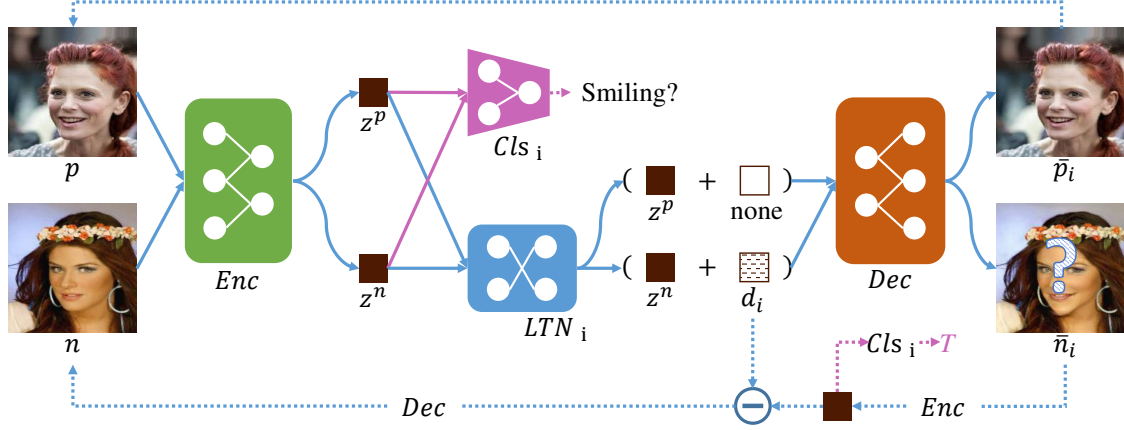 z^p
Smiling?
Cls_i
p
( z^p + none )
p̄_i
Enc
z^n
LTN_i
( z^n + d_i )
Dec
?
n
n̄_i
Cls_i T
Dec − Enc